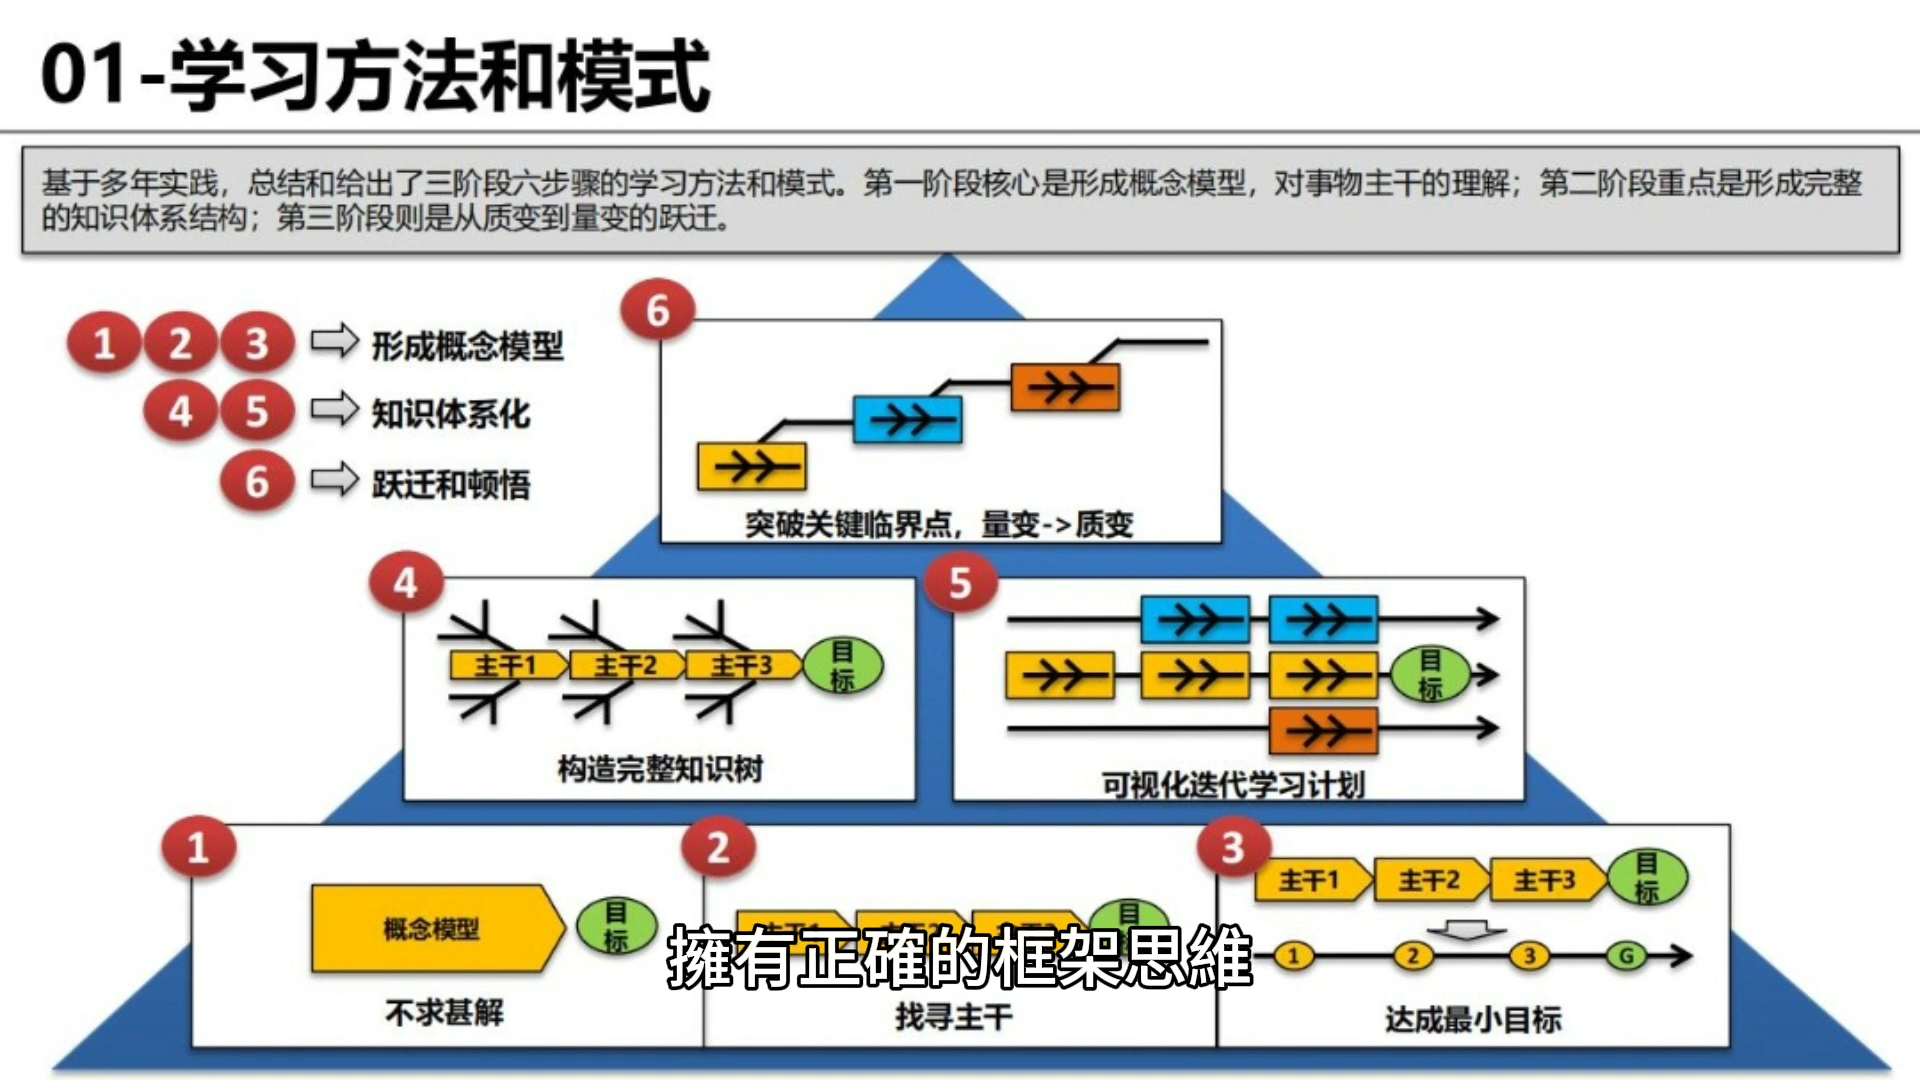 01-学习方法和模式
基于多年实践，总结和给出了三阶段六步骤的学习方法和模式。第一阶段核心是形成概念模型，对事物主干的理解；第二阶段重点是形成完整
的知识体系结构；第三阶段则是从质变到量变的跃迁。
1 2 3 形成概念模型
4 5 知识体系化
6 跃迁和顿悟
6
突破关键临界点，量变->质变
4
主干1 主干2 主干3 目标
构造完整知识树
5
目标
可视化迭代学习计划
1
概念模型 目标
不求甚解
2
找寻主干
3
主干1 主干2 主干3 目标
1 2 3 G
达成最小目标
擁有正確的框架思維